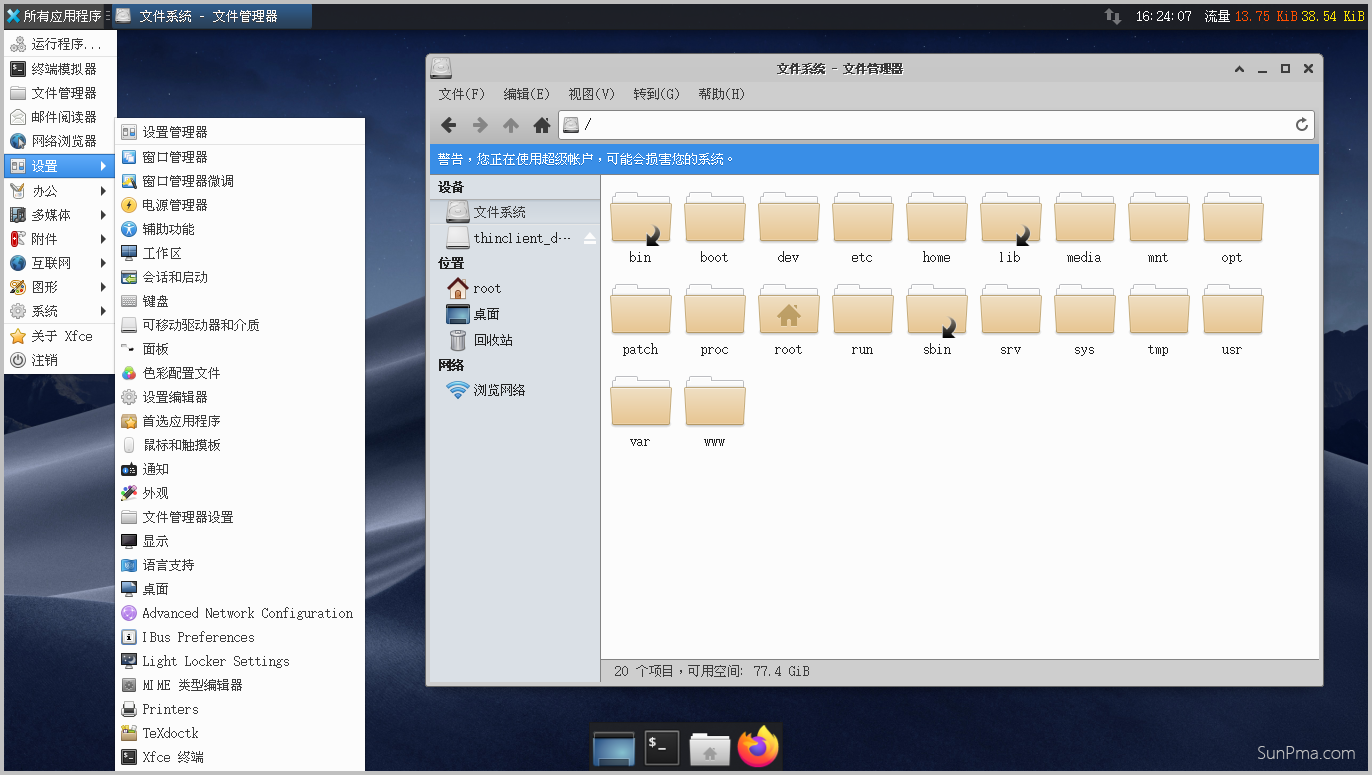 所有应用程序
文件系统 - 文件管理器
16:24:07 流量 13.75 KiB 38.54 KiB
运行程序...
终端模拟器
文件管理器
邮件阅读器
网络浏览器
设置
办公
多媒体
附件
互联网
图形
系统
关于 Xfce
注销
设置管理器
窗口管理器
窗口管理器微调
电源管理器
辅助功能
工作区
会话和启动
键盘
可移动驱动器和介质
面板
色彩配置文件
设置编辑器
首选应用程序
鼠标和触摸板
通知
外观
文件管理器设置
显示
语言支持
桌面
Advanced Network Configuration
IBus Preferences
Light Locker Settings
MIME 类型编辑器
Printers
TeXdoctk
Xfce 终端
文件系统 - 文件管理器
文件(F) 编辑(E) 视图(V) 转到(G) 帮助(H)
/
警告，您正在使用超级帐户，可能会损害您的系统。
设备
文件系统
thinclient_d···
位置
root
桌面
回收站
网络
浏览网络
bin boot dev etc home lib media mnt opt
patch proc root run sbin srv sys tmp usr
var www
20 个项目，可用空间: 77.4 GiB
$_
SunPma.com